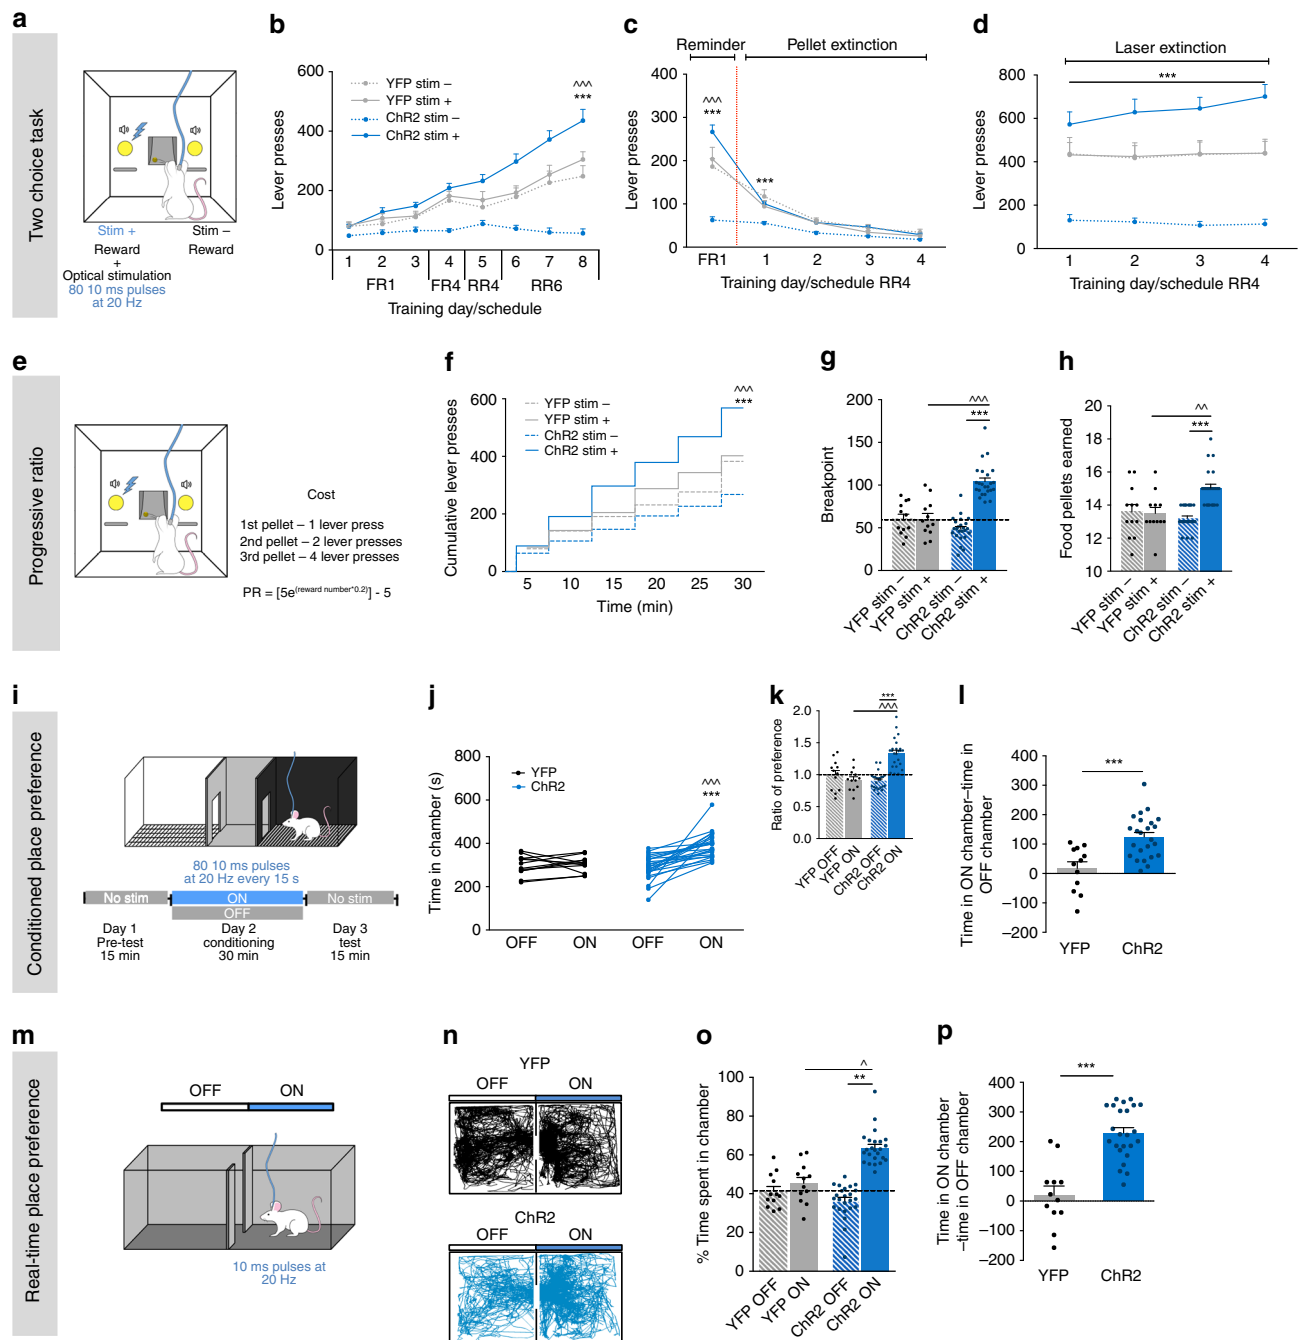 a
Two choice task
Stim +
Reward
+
Optical stimulation
80 10 ms pulses
at 20 Hz
Stim –
Reward
b
Lever presses
600
400
200
0
YFP stim –
YFP stim +
ChR2 stim –
ChR2 stim +
^^^
***
1 2 3 4 5 6 7 8
FR1 FR4 RR4 RR6
Training day/schedule
c
Reminder Pellet extinction
Lever presses
400
300
200
100
0
^^^
***
***
FR1 1 2 3 4
Training day/schedule RR4
d
Laser extinction
***
Lever presses
800
600
400
200
0
1 2 3 4
Training day/schedule RR4
e
Progressive ratio
Cost
1st pellet – 1 lever press
2nd pellet – 2 lever presses
3rd pellet – 4 lever presses
PR = [5e(reward number*0.2)] - 5
f
Cumulative lever presses
600
400
200
0
YFP stim –
YFP stim +
ChR2 stim –
ChR2 stim +
^^^
***
5 10 15 20 25 30
Time (min)
g
Breakpoint
200
150
100
50
0
^^^
***
YFP stim –
YFP stim +
ChR2 stim –
ChR2 stim +
h
Food pellets earned
20
18
16
14
12
10
^^
***
YFP stim –
YFP stim +
ChR2 stim –
ChR2 stim +
i
Conditioned place preference
80 10 ms pulses
at 20 Hz every 15 s
No stim ON No stim
OFF
Day 1
Pre-test
15 min
Day 2
conditioning
30 min
Day 3
test
15 min
j
Time in chamber (s)
800
600
400
200
0
YFP
ChR2
^^^
***
OFF ON OFF ON
k
Ratio of preference
2.0
1.5
1.0
0.5
0.0
***
^^^
YFP OFF
YFP ON
ChR2 OFF
ChR2 ON
l
Time in ON chamber–time in
OFF chamber
400
300
200
100
0
–100
–200
***
YFP ChR2
m
Real-time place preference
OFF ON
10 ms pulses at
20 Hz
n
YFP
OFF ON
ChR2
OFF ON
o
% Time spent in chamber
100
80
60
40
20
0
^
**
YFP OFF
YFP ON
ChR2 OFF
ChR2 ON
p
Time in ON chamber
–time in OFF chamber
400
300
200
100
0
–100
–200
***
YFP ChR2